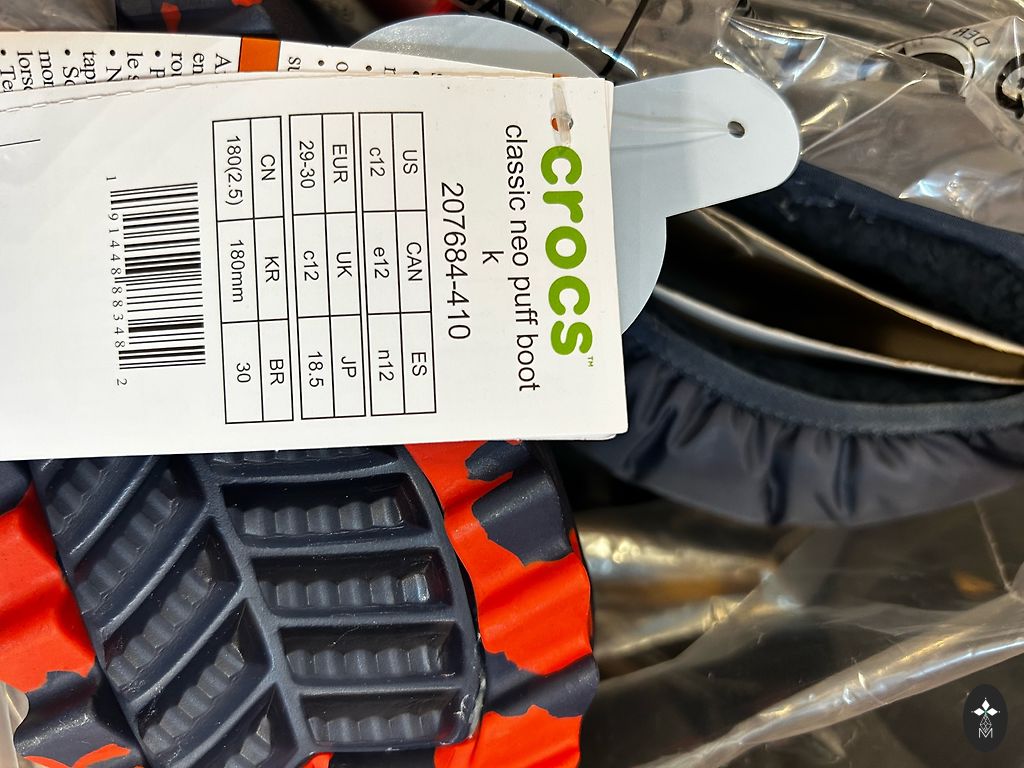 crocs™
classic neo puff boot
k
207684-410
US CAN ES
c12 e12 n12
EUR UK JP
29-30 c12 18.5
CN KR BR
180(2.5) 180mm 30
1 91448 88348 2